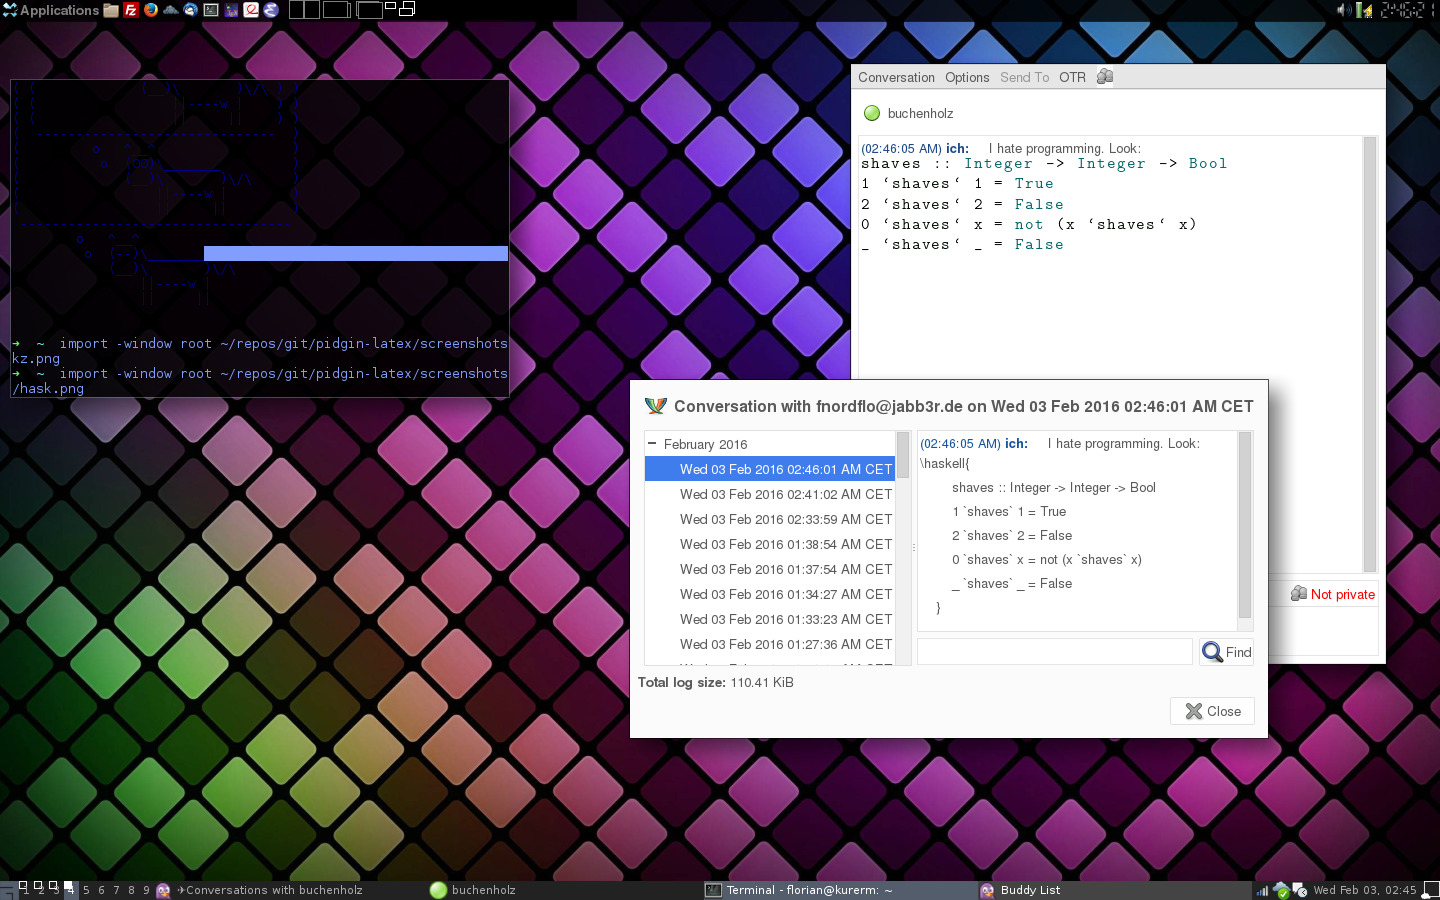 Applications
2:46:21
➜ ~ import -window root ~/repos/git/pidgin-latex/screenshots
kz.png
➜ ~ import -window root ~/repos/git/pidgin-latex/screenshots
/hask.png
Conversation Options Send To OTR
buchenholz
(02:46:05 AM) ich: I hate programming. Look:
shaves :: Integer -> Integer -> Bool
1 ‘shaves‘ 1 = True
2 ‘shaves‘ 2 = False
0 ‘shaves‘ x = not (x ‘shaves‘ x)
_ ‘shaves‘ _ = False
Not private
Conversation with fnordflo@jabb3r.de on Wed 03 Feb 2016 02:46:01 AM CET
February 2016
Wed 03 Feb 2016 02:46:01 AM CET
Wed 03 Feb 2016 02:41:02 AM CET
Wed 03 Feb 2016 02:33:59 AM CET
Wed 03 Feb 2016 01:38:54 AM CET
Wed 03 Feb 2016 01:37:54 AM CET
Wed 03 Feb 2016 01:34:27 AM CET
Wed 03 Feb 2016 01:33:23 AM CET
Wed 03 Feb 2016 01:27:36 AM CET
(02:46:05 AM) ich: I hate programming. Look:
\haskell{
shaves :: Integer -> Integer -> Bool
1 `shaves` 1 = True
2 `shaves` 2 = False
0 `shaves` x = not (x `shaves` x)
_ `shaves` _ = False
}
Find
Total log size: 110.41 KiB
Close
1 2 3 4 5 6 7 8 9 ✈Conversations with buchenholz buchenholz Terminal - florian@kurerm: ~ Buddy List Wed Feb 03, 02:45